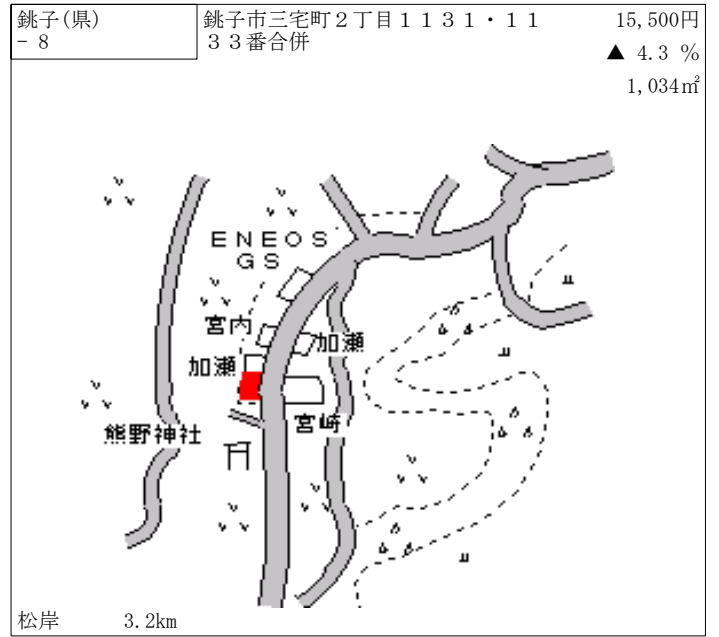 銚子(県)
- 8
銚子市三宅町２丁目１１３１・１１
３３番合併
15,500円
▲ 4.3 %
1,034㎡
ＥＮＥＯＳ
ＧＳ
宮内
加瀬
加瀬
宮崎
熊野神社
松岸 3.2km